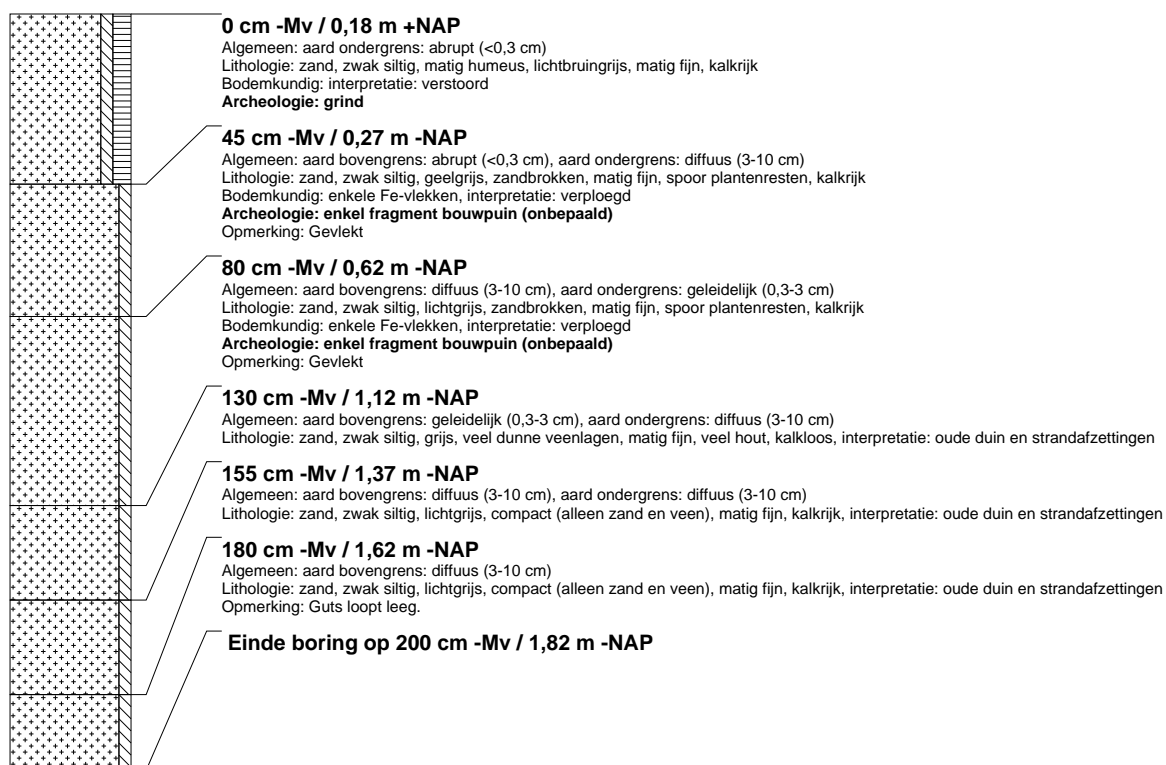 0 cm -Mv / 0,18 m +NAP
Algemeen: aard ondergrens: abrupt (<0,3 cm)
Lithologie: zand, zwak siltig, matig humeus, lichtbruingrijs, matig fijn, kalkrijk
Bodemkundig: interpretatie: verstoord
Archeologie: grind
45 cm -Mv / 0,27 m -NAP
Algemeen: aard bovengrens: abrupt (<0,3 cm), aard ondergrens: diffuus (3-10 cm)
Lithologie: zand, zwak siltig, geelgrijs, zandbrokken, matig fijn, spoor plantenresten, kalkrijk
Bodemkundig: enkele Fe-vlekken, interpretatie: verploegd
Archeologie: enkel fragment bouwpuin (onbepaald)
Opmerking: Gevlekt
80 cm -Mv / 0,62 m -NAP
Algemeen: aard bovengrens: diffuus (3-10 cm), aard ondergrens: geleidelijk (0,3-3 cm)
Lithologie: zand, zwak siltig, lichtgrijs, zandbrokken, matig fijn, spoor plantenresten, kalkrijk
Bodemkundig: enkele Fe-vlekken, interpretatie: verploegd
Archeologie: enkel fragment bouwpuin (onbepaald)
Opmerking: Gevlekt
130 cm -Mv / 1,12 m -NAP
Algemeen: aard bovengrens: geleidelijk (0,3-3 cm), aard ondergrens: diffuus (3-10 cm)
Lithologie: zand, zwak siltig, grijs, veel dunne veenlagen, matig fijn, veel hout, kalkloos, interpretatie: oude duin en strandafzettingen
155 cm -Mv / 1,37 m -NAP
Algemeen: aard bovengrens: diffuus (3-10 cm), aard ondergrens: diffuus (3-10 cm)
Lithologie: zand, zwak siltig, lichtgrijs, compact (alleen zand en veen), matig fijn, kalkrijk, interpretatie: oude duin en strandafzettingen
180 cm -Mv / 1,62 m -NAP
Algemeen: aard bovengrens: diffuus (3-10 cm)
Lithologie: zand, zwak siltig, lichtgrijs, compact (alleen zand en veen), matig fijn, kalkrijk, interpretatie: oude duin en strandafzettingen
Opmerking: Guts loopt leeg.
Einde boring op 200 cm -Mv / 1,82 m -NAP